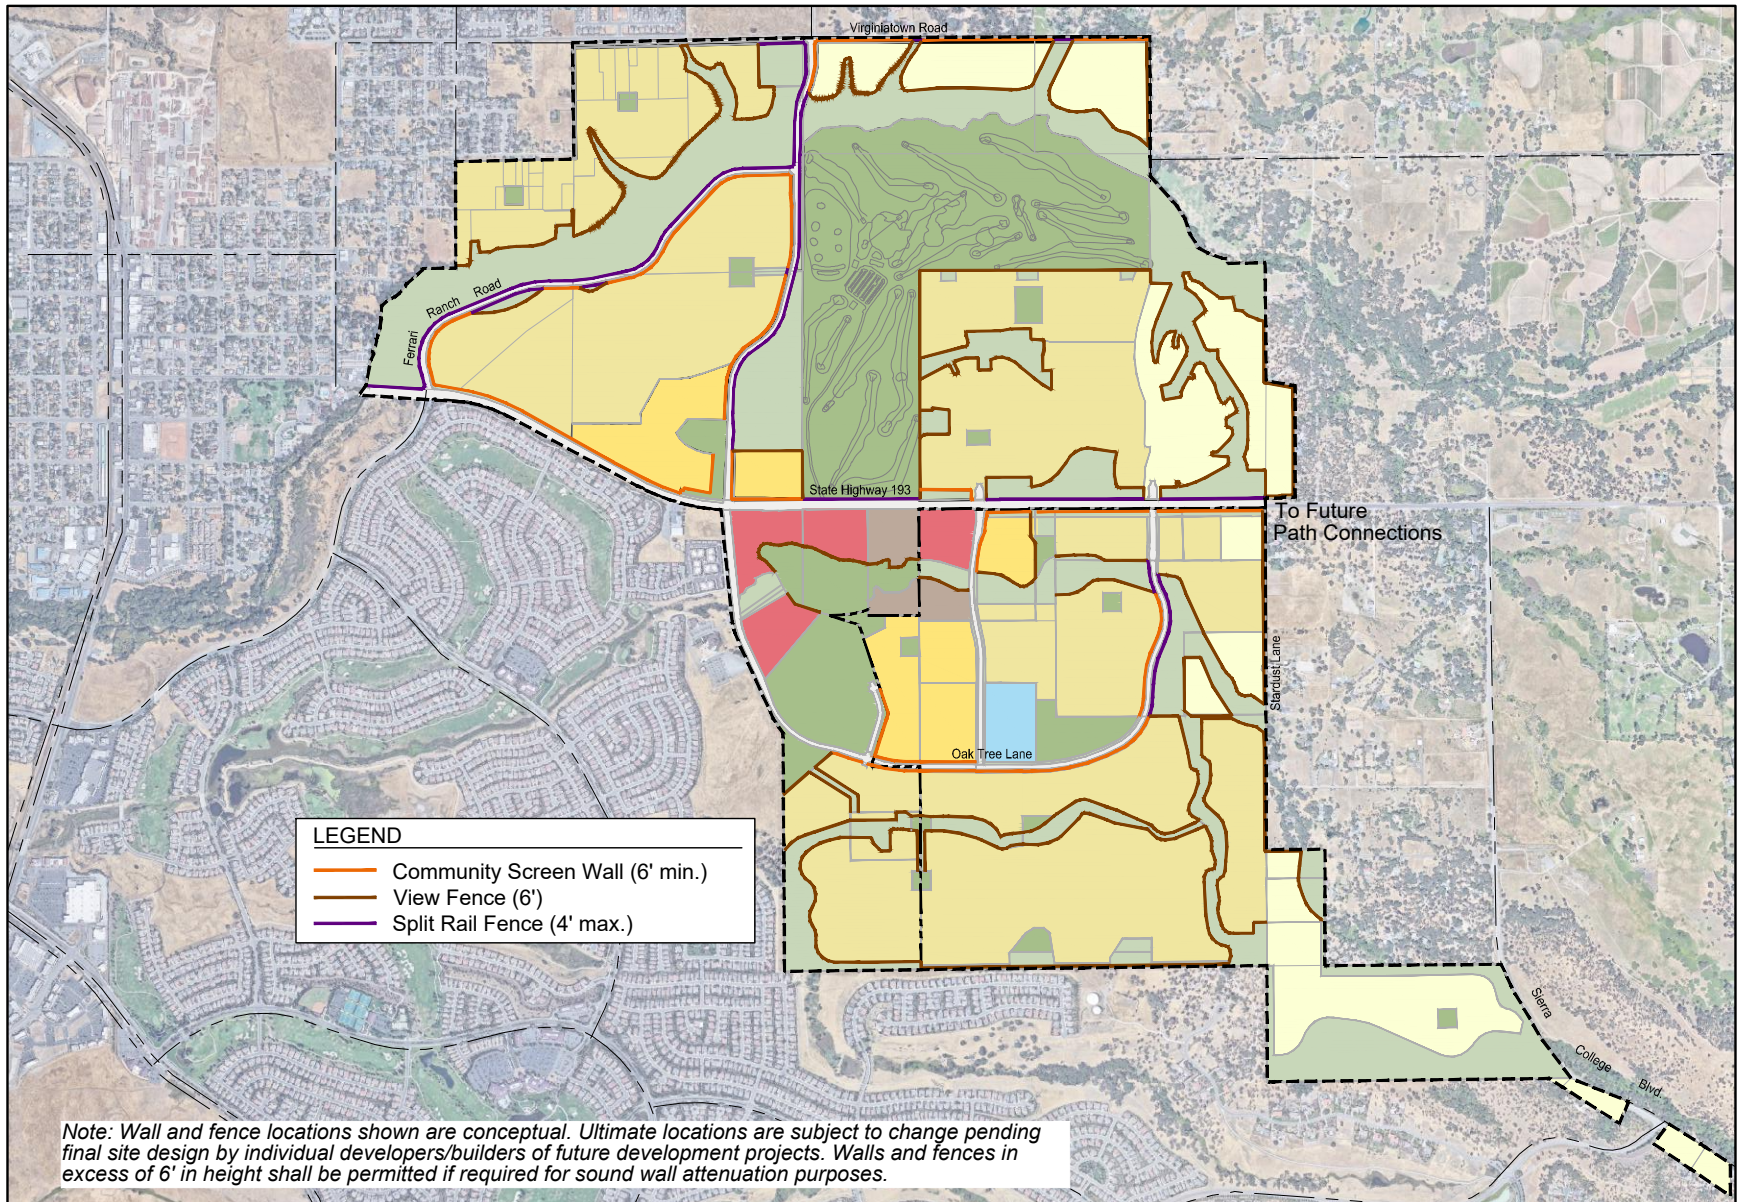 Virginiatown Road
Ferrari Ranch Road
State Highway 193
To Future
Path Connections
Stardust Lane
Oak Tree Lane
LEGEND
Community Screen Wall (6' min.)
View Fence (6')
Split Rail Fence (4' max.)
Sierra College Blvd.
Note: Wall and fence locations shown are conceptual. Ultimate locations are subject to change pending
final site design by individual developers/builders of future development projects. Walls and fences in
excess of 6' in height shall be permitted if required for sound wall attenuation purposes.